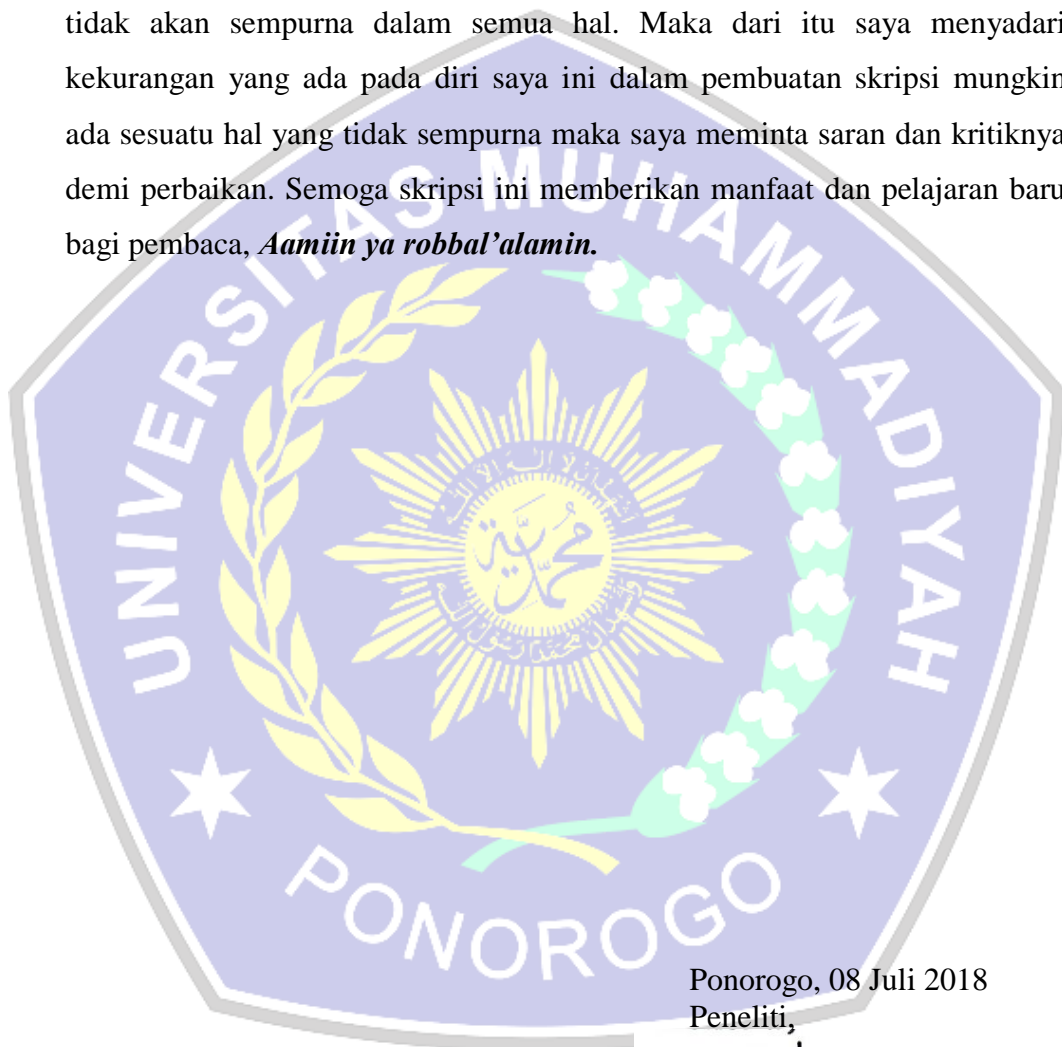 tidak akan sempurna dalam semua hal. Maka dari itu saya menyadari
kekurangan yang ada pada diri saya ini dalam pembuatan skripsi mungkin
ada sesuatu hal yang tidak sempurna maka saya meminta saran dan kritiknya
demi perbaikan. Semoga skripsi ini memberikan manfaat dan pelajaran baru
bagi pembaca, Aamiin ya robbal’alamin.
UNIVERSITAS MUHAMMADIYAH
محمدية
PONOROGO
Ponorogo, 08 Juli 2018
Peneliti,